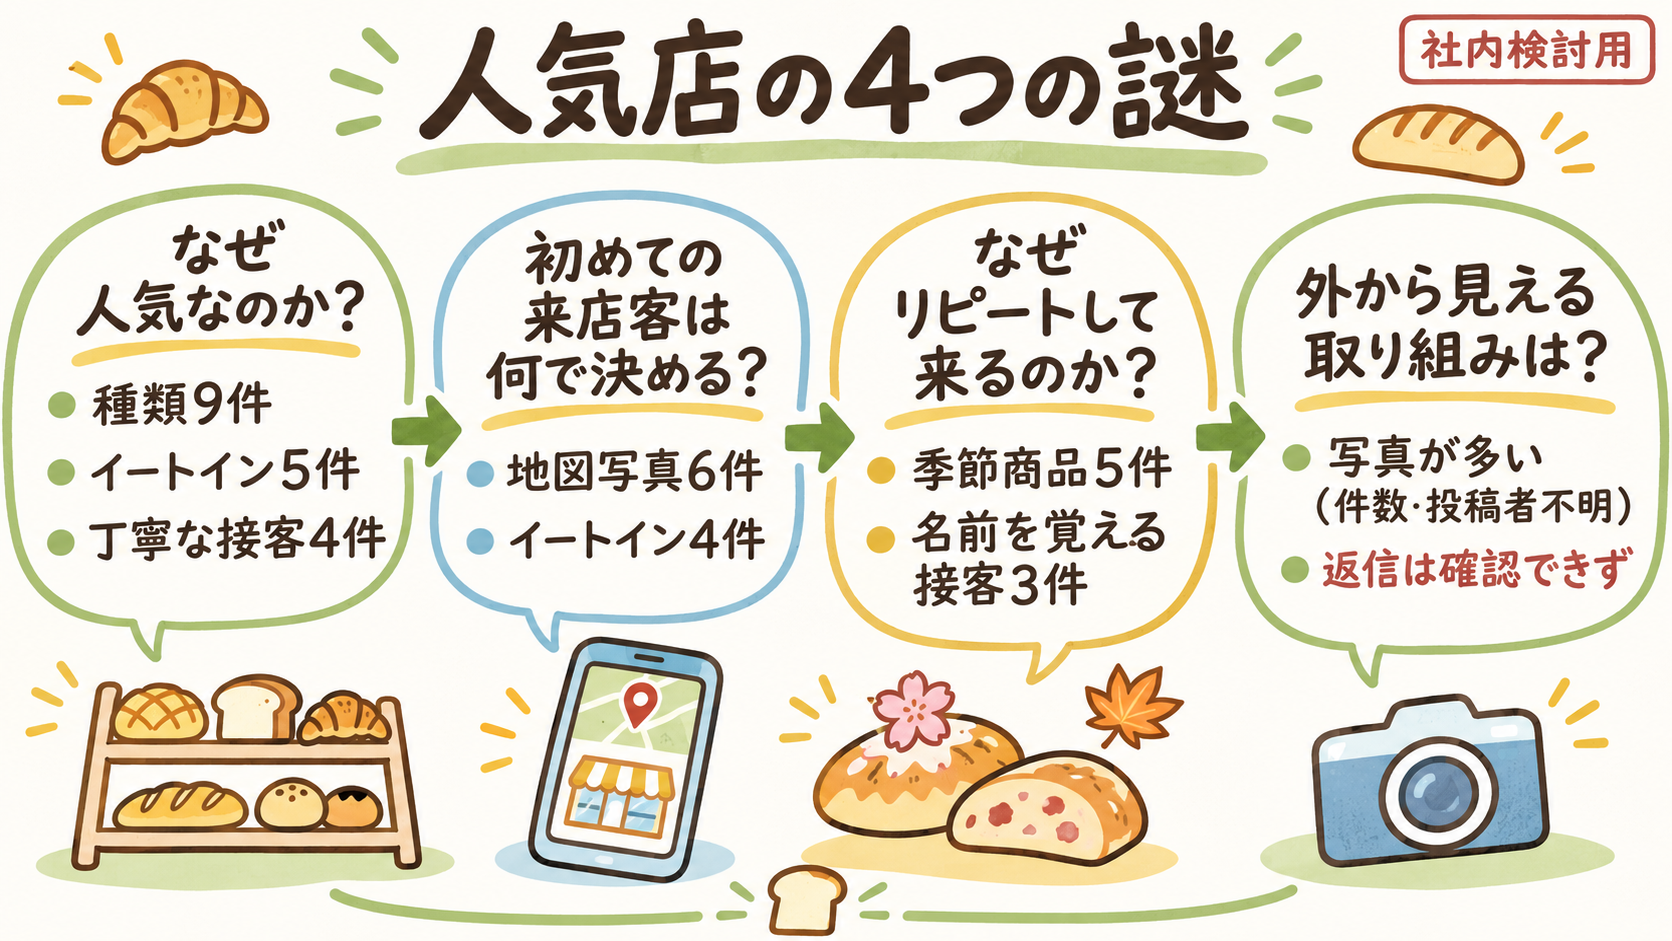 人気店の4つの謎
社内検討用
なぜ
人気なのか?
種類9件
イートイン5件
丁寧な接客4件
初めての
来店客は
何で決める?
地図写真6件
イートイン4件
なぜ
リピートして
来るのか?
季節商品5件
名前を覚える
接客3件
外から見える
取り組みは?
写真が多い
(件数·投稿者不明)
返信は確認できず